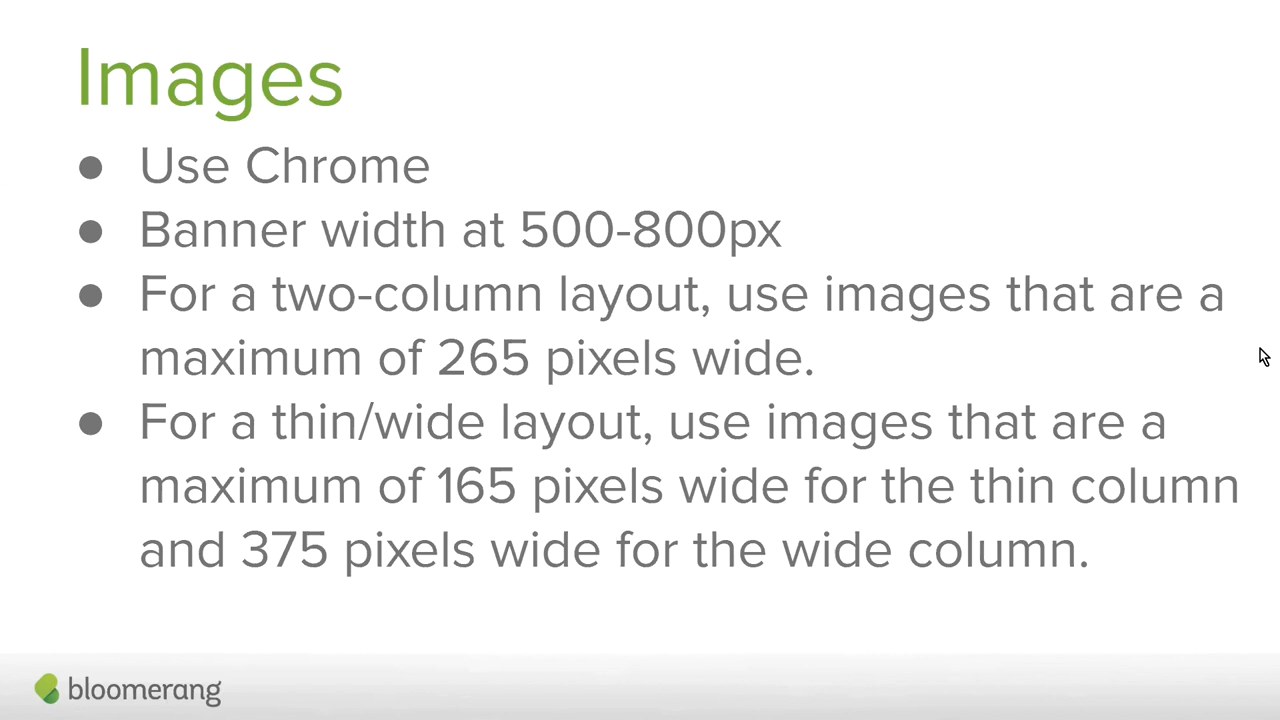 Images
● Use Chrome
● Banner width at 500-800px
● For a two-column layout, use images that are a
maximum of 265 pixels wide.
● For a thin/wide layout, use images that are a
maximum of 165 pixels wide for the thin column
and 375 pixels wide for the wide column.
bloomerang